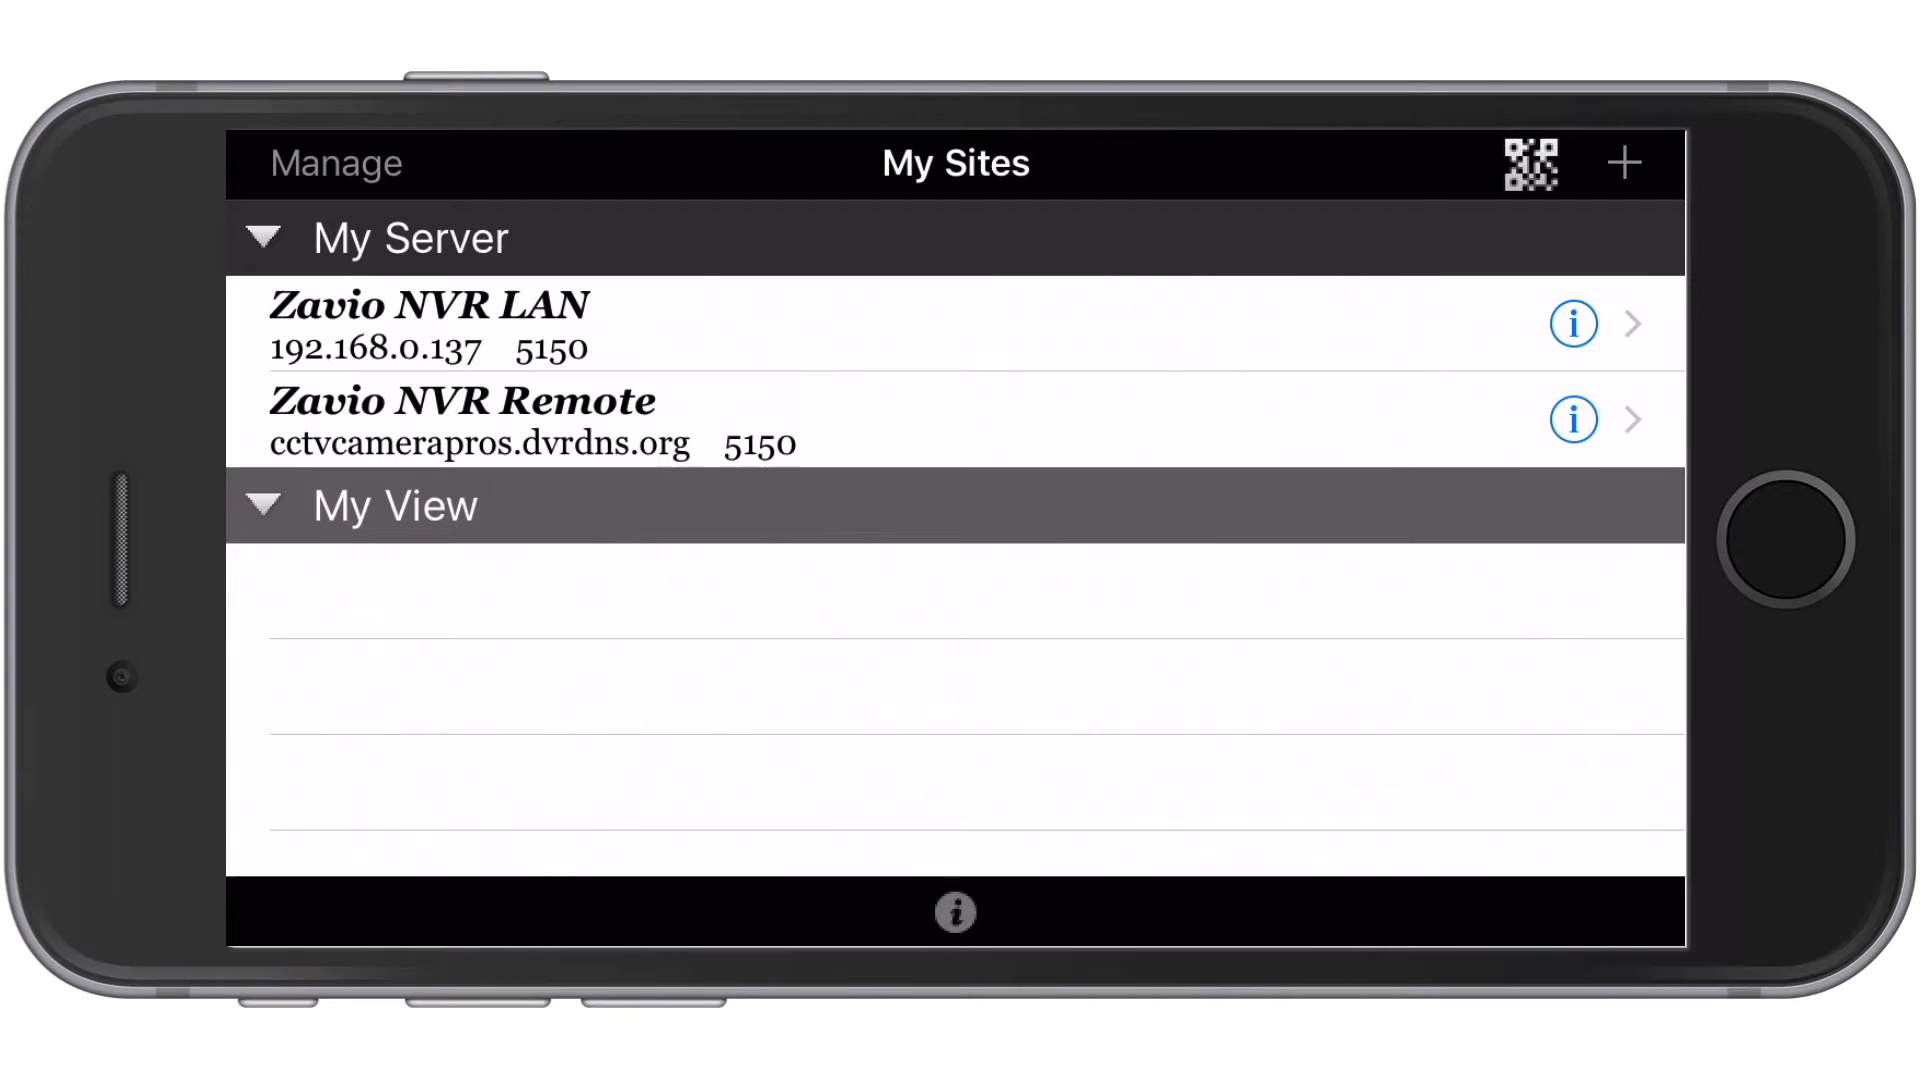 Manage My Sites
My Server
Zavio NVR LAN
192.168.0.137 5150
Zavio NVR Remote
cctvcamerapros.dvrdns.org 5150
My View